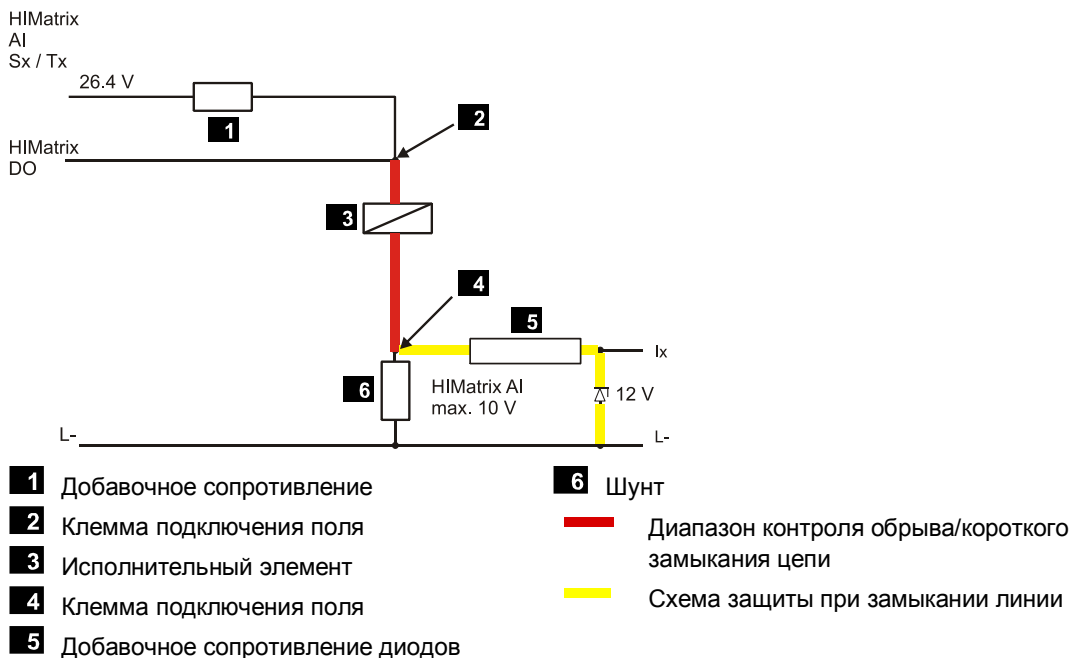 HIMatrix
AI
Sx / Tx
26.4 V
1
2
HIMatrix
DO
3
4
5
Ix
6
HIMatrix AI
max. 10 V
12 V
L-
L-
1 Добавочное сопротивление
2 Клемма подключения поля
3 Исполнительный элемент
4 Клемма подключения поля
5 Добавочное сопротивление диодов
6 Шунт
Диапазон контроля обрыва/короткого
замыкания цепи
Схема защиты при замыкании линии